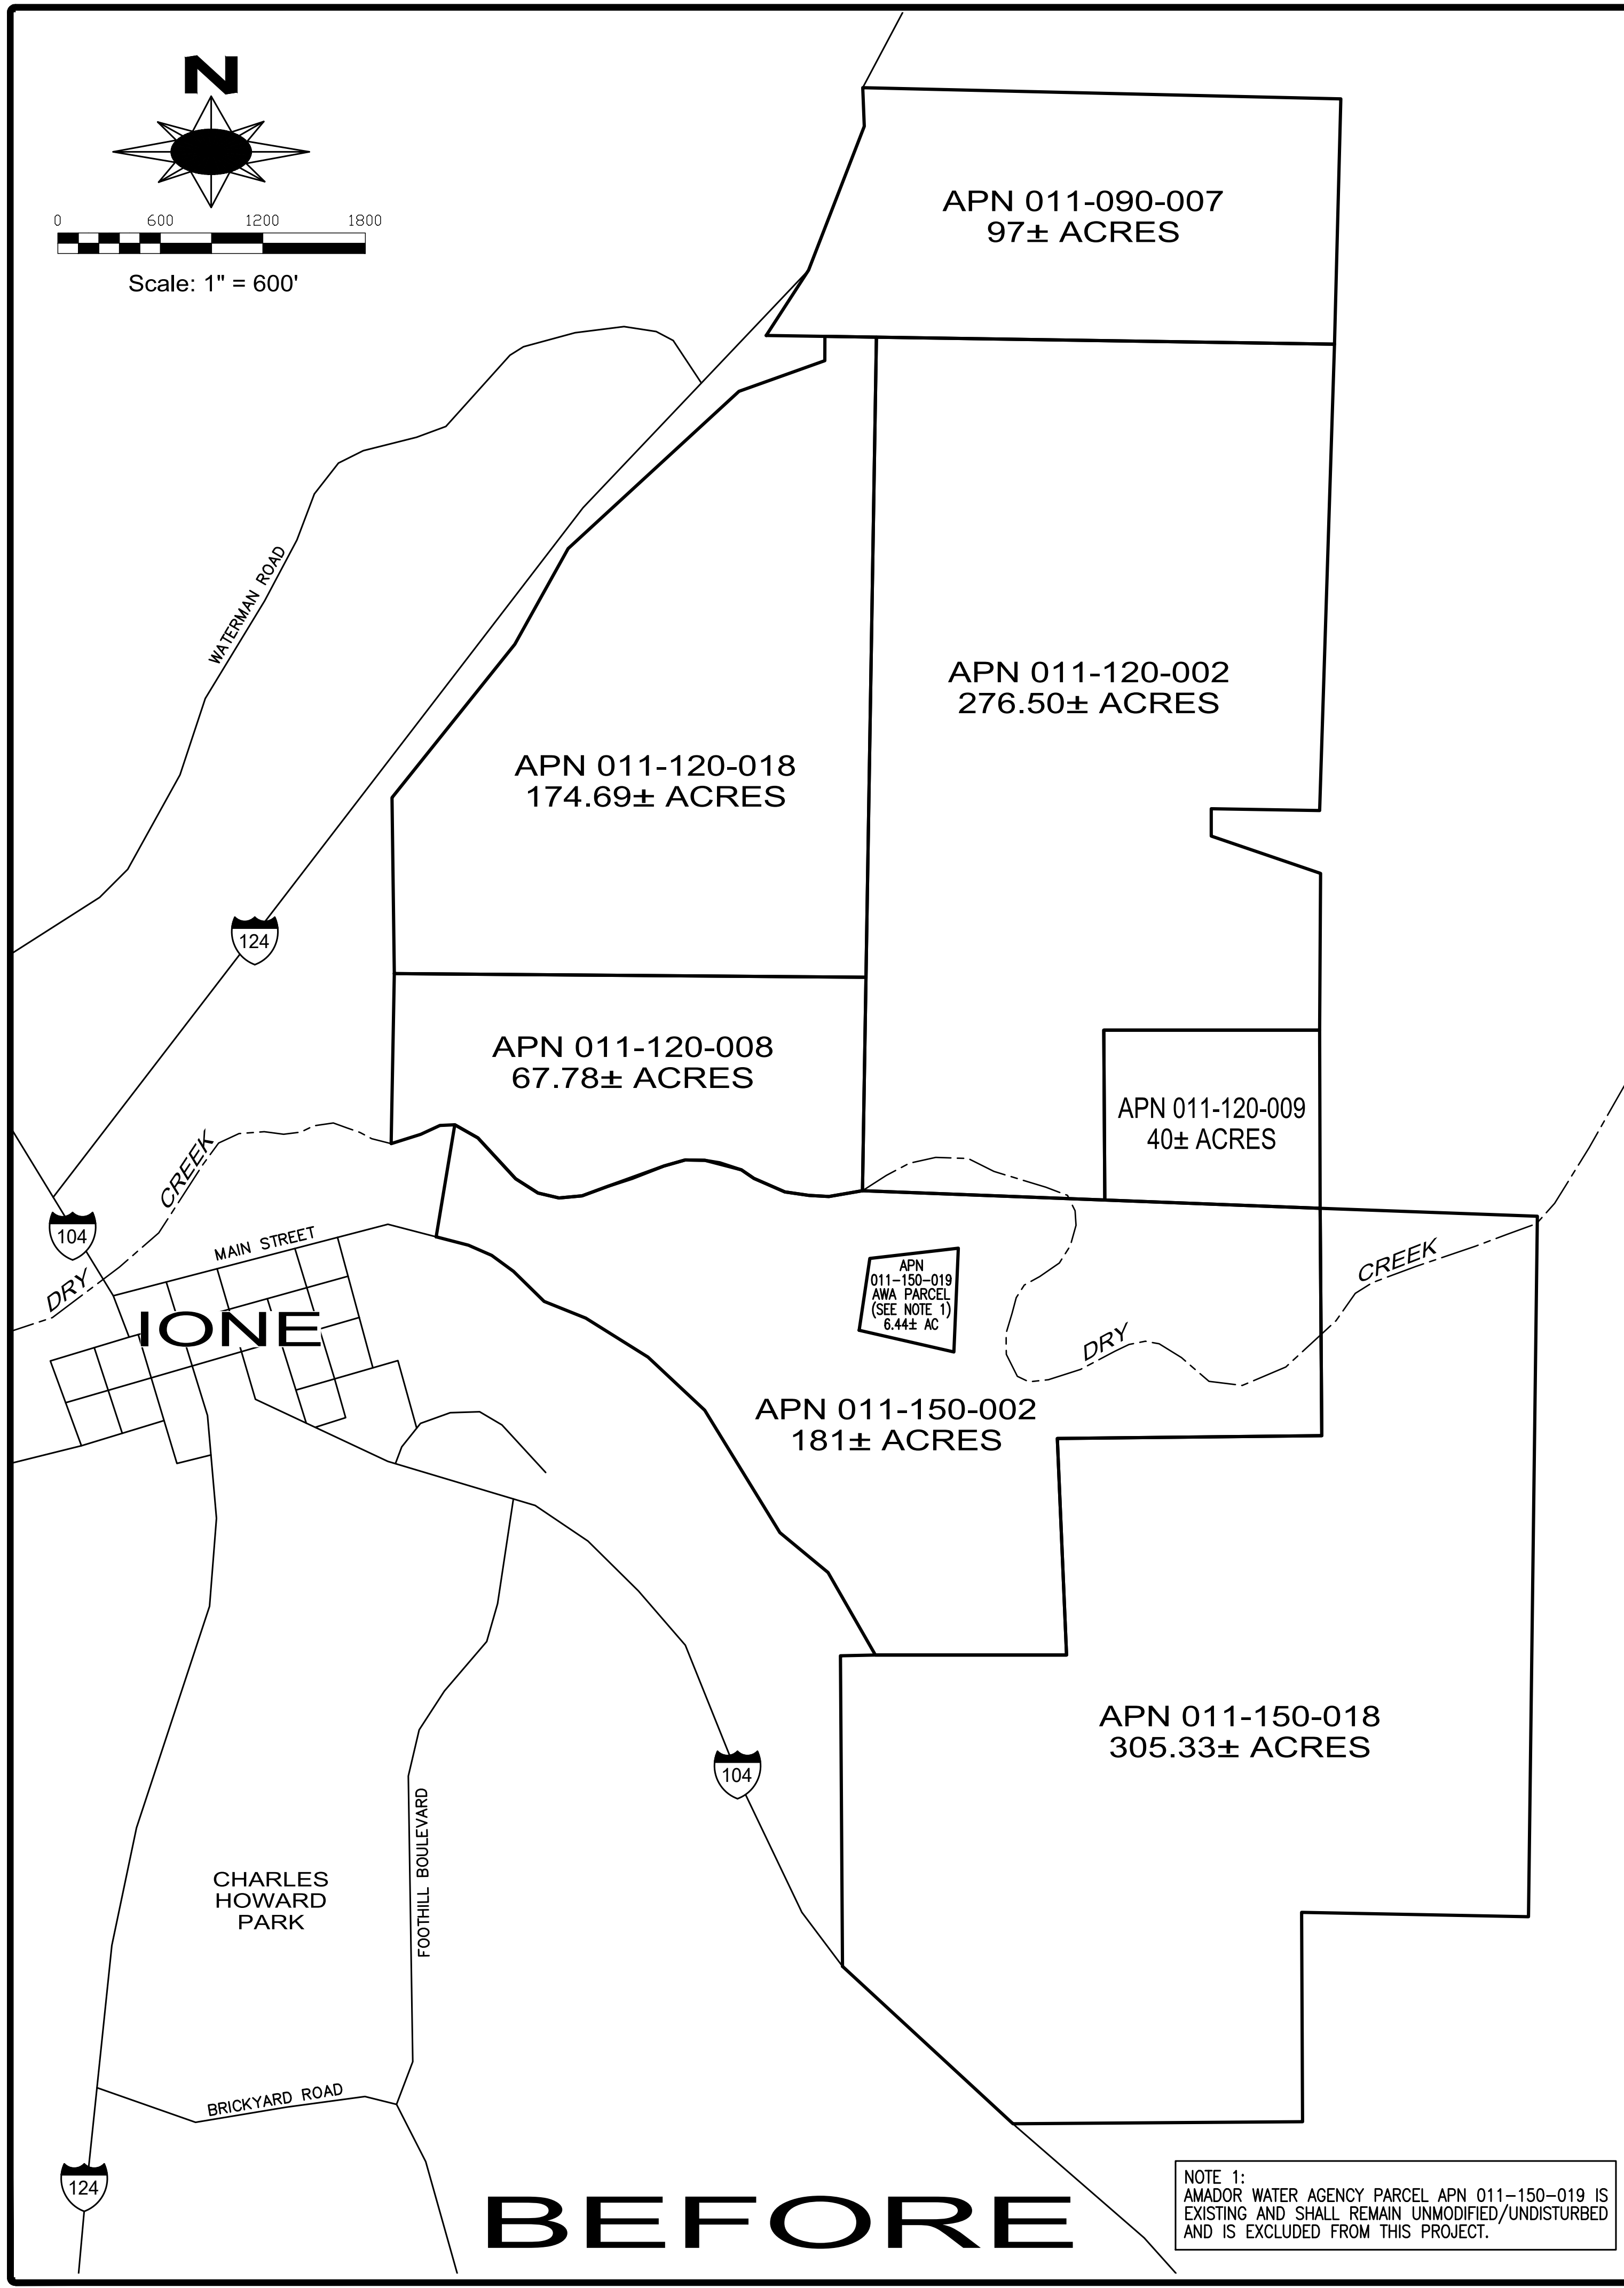 N
0 600 1200 1800
Scale: 1" = 600'
APN 011-090-007
97± ACRES
WATERMAN ROAD
APN 011-120-002
276.50± ACRES
APN 011-120-018
174.69± ACRES
124
APN 011-120-008
67.78± ACRES
APN 011-120-009
40± ACRES
CREEK
104
DRY
MAIN STREET
IONE
APN
011-150-019
AWA PARCEL
(SEE NOTE 1)
6.44± AC
CREEK
DRY
APN 011-150-002
181± ACRES
APN 011-150-018
305.33± ACRES
104
FOOTHILL BOULEVARD
CHARLES
HOWARD
PARK
BRICKYARD ROAD
124
BEFORE
NOTE 1:
AMADOR WATER AGENCY PARCEL APN 011-150-019 IS
EXISTING AND SHALL REMAIN UNMODIFIED/UNDISTURBED
AND IS EXCLUDED FROM THIS PROJECT.